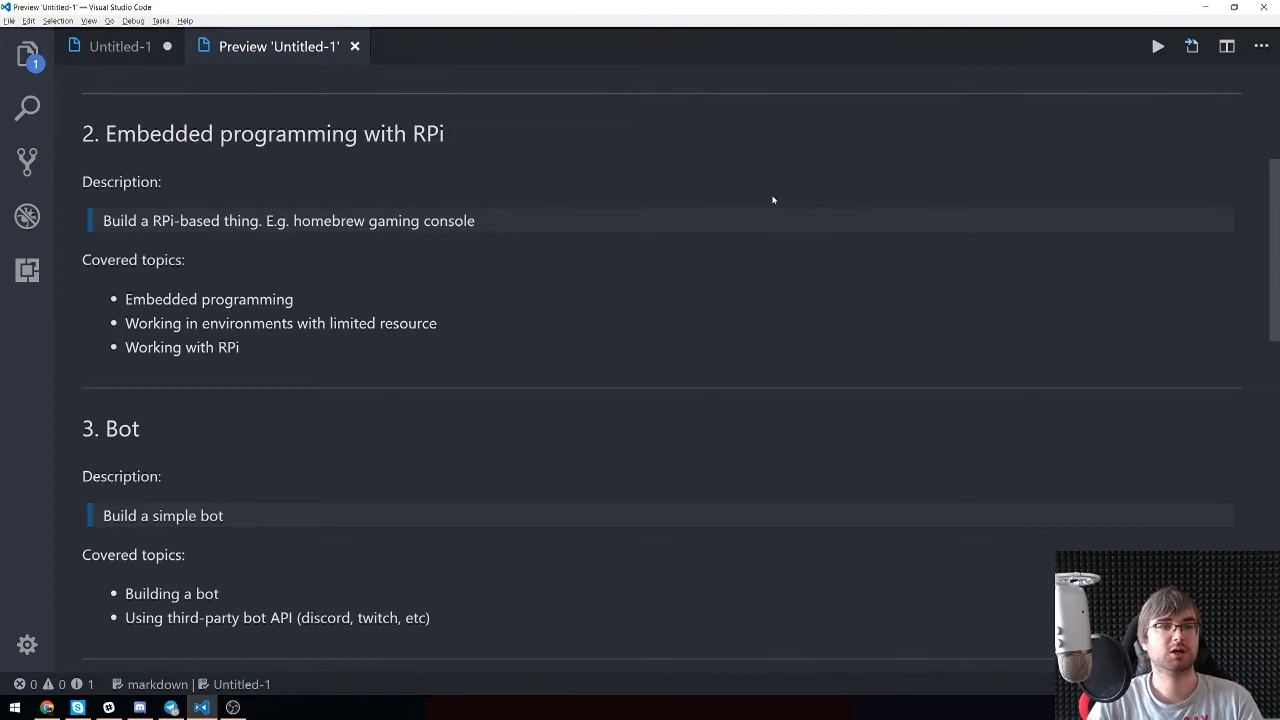 Preview 'Untitled-1' — Visual Studio Code
File Edit Selection View Go Debug Tasks Help
Untitled-1
Preview 'Untitled-1'
1
2. Embedded programming with RPi
Description:
Build a RPi-based thing. E.g. homebrew gaming console
Covered topics:
• Embedded programming
• Working in environments with limited resource
• Working with RPi
3. Bot
Description:
Build a simple bot
Covered topics:
• Building a bot
• Using third-party bot API (discord, twitch, etc)
0 0 1 markdown | Untitled-1